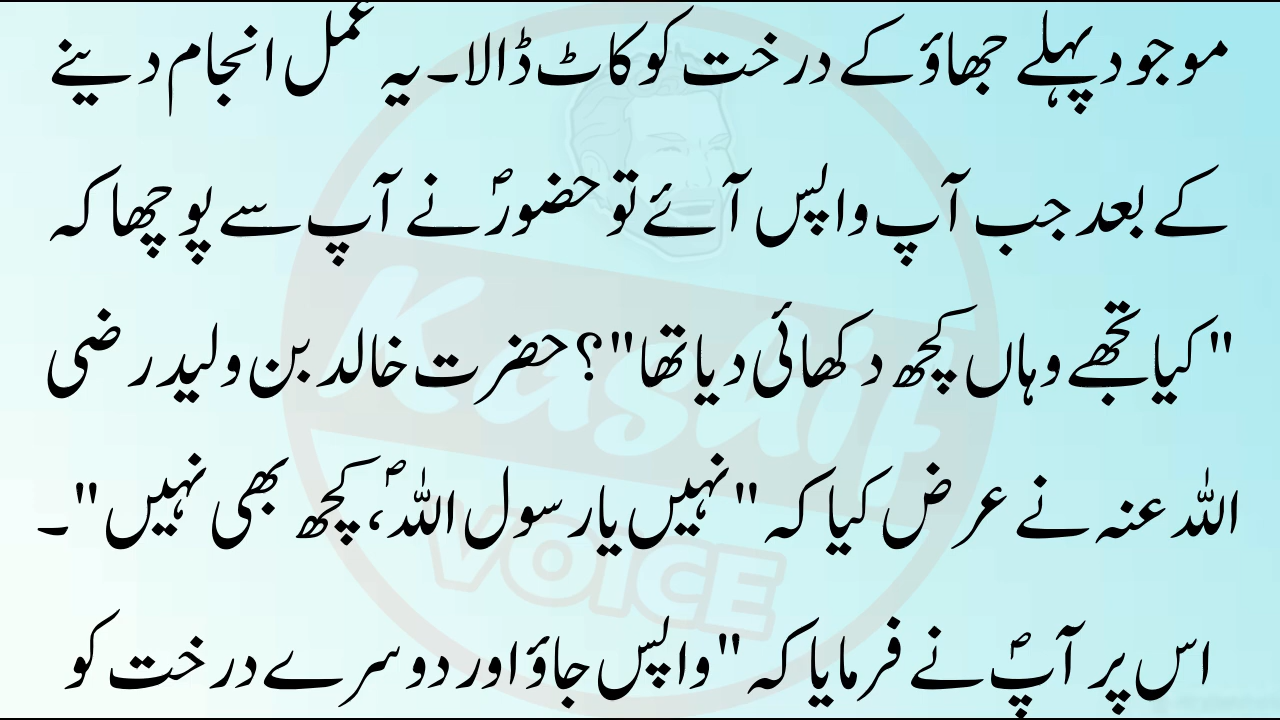 موجود پہلے جھاؤ کے درخت کو کاٹ ڈالا۔ یہ عمل انجام دینے
کے بعد جب آپ واپس آئے تو حضورؐ نے آپ سے پوچھا کہ
"کیا تجھے وہاں کچھ دکھائی دیا تھا"؟ حضرت خالد بن ولید رضی
اللہ عنہ نے عرض کیا کہ "نہیں یا رسول اللہؐ، کچھ بھی نہیں"۔
اس پر آپؐ نے فرمایا کہ "واپس جاؤ اور دوسرے درخت کو
Kashif
VOICE